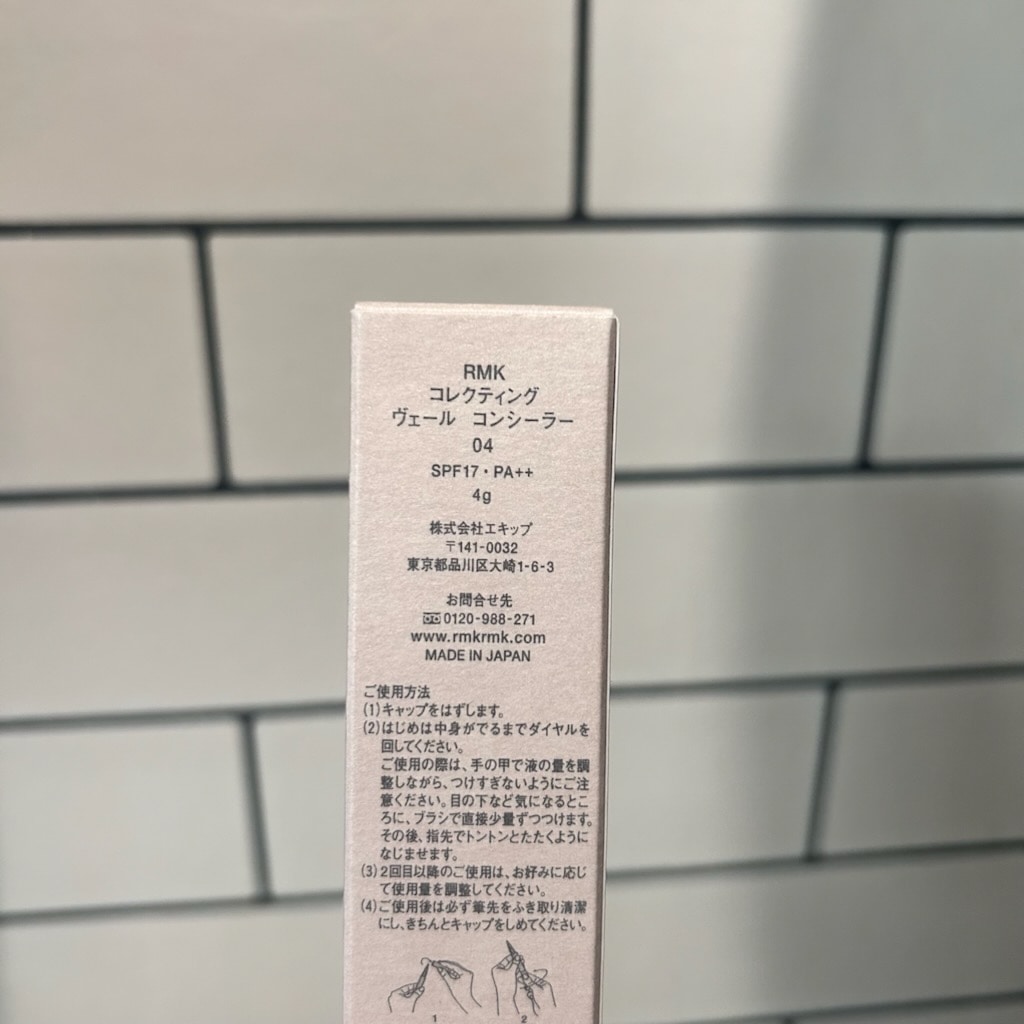 RMK
コレクティング
ヴェール コンシーラー
04
SPF17・PA++
4g
株式会社エキップ
〒141-0032
東京都品川区大崎1-6-3
お問合せ先
0120-988-271
www.rmkrmk.com
MADE IN JAPAN
ご使用方法
(1)キャップをはずします。
(2)はじめは中身がでるまでダイヤルを
回してください。
ご使用の際は、手の甲で液の量を調
整しながら、つけすぎないようにご注
意ください。目の下など気になるとこ
ろに、ブラシで直接少量ずつつけます。
その後、指先でトントンとたたくように
なじませます。
(3)2回目以降のご使用は、お好みに応じ
て使用量を調整してください。
(4)ご使用後は必ず筆先をふき取り清潔
にし、きちんとキャップをしめてください。
1 2